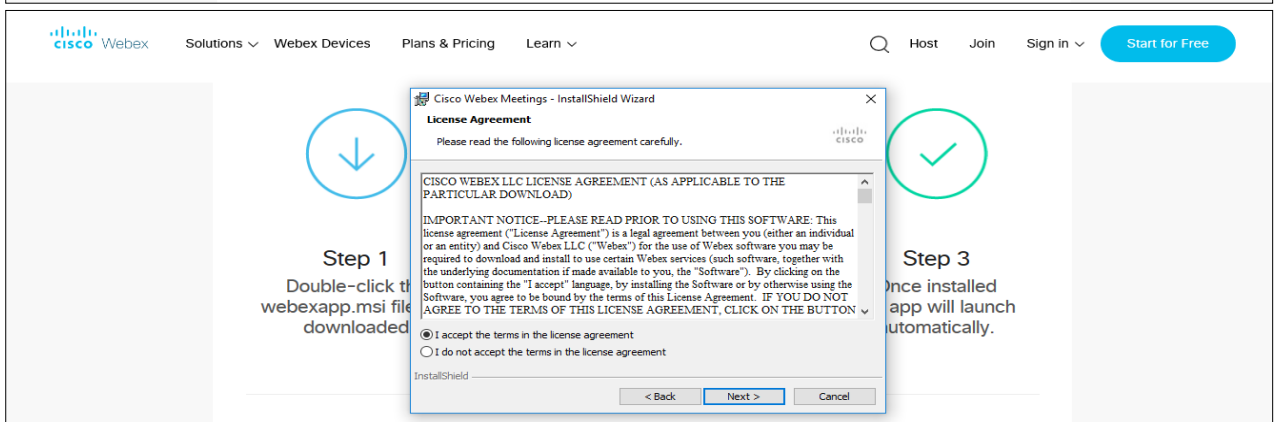 CISCO Webex Solutions Webex Devices Plans & Pricing Learn Host Join Sign in Start for Free
Cisco Webex Meetings - InstallShield Wizard
License Agreement
Please read the following license agreement carefully.
CISCO
CISCO WEBEX LLC LICENSE AGREEMENT (AS APPLICABLE TO THE
PARTICULAR DOWNLOAD)
IMPORTANT NOTICE--PLEASE READ PRIOR TO USING THIS SOFTWARE: This
license agreement ("License Agreement") is a legal agreement between you (either an individual
or an entity) and Cisco Webex LLC ("Webex") for the use of Webex software you may be
required to download and install to use certain Webex services (such software, together with
the underlying documentation if made available to you, the "Software"). By clicking on the
button containing the "I accept" language, by installing the Software or by otherwise using the
Software, you agree to be bound by the terms of this License Agreement. IF YOU DO NOT
AGREE TO THE TERMS OF THIS LICENSE AGREEMENT, CLICK ON THE BUTTON
I accept the terms in the license agreement
I do not accept the terms in the license agreement
InstallShield
< Back Next > Cancel
Step 1
Double-click
webexapp.msi file
downloaded
Step 3
Once installed
app will launch
automatically.